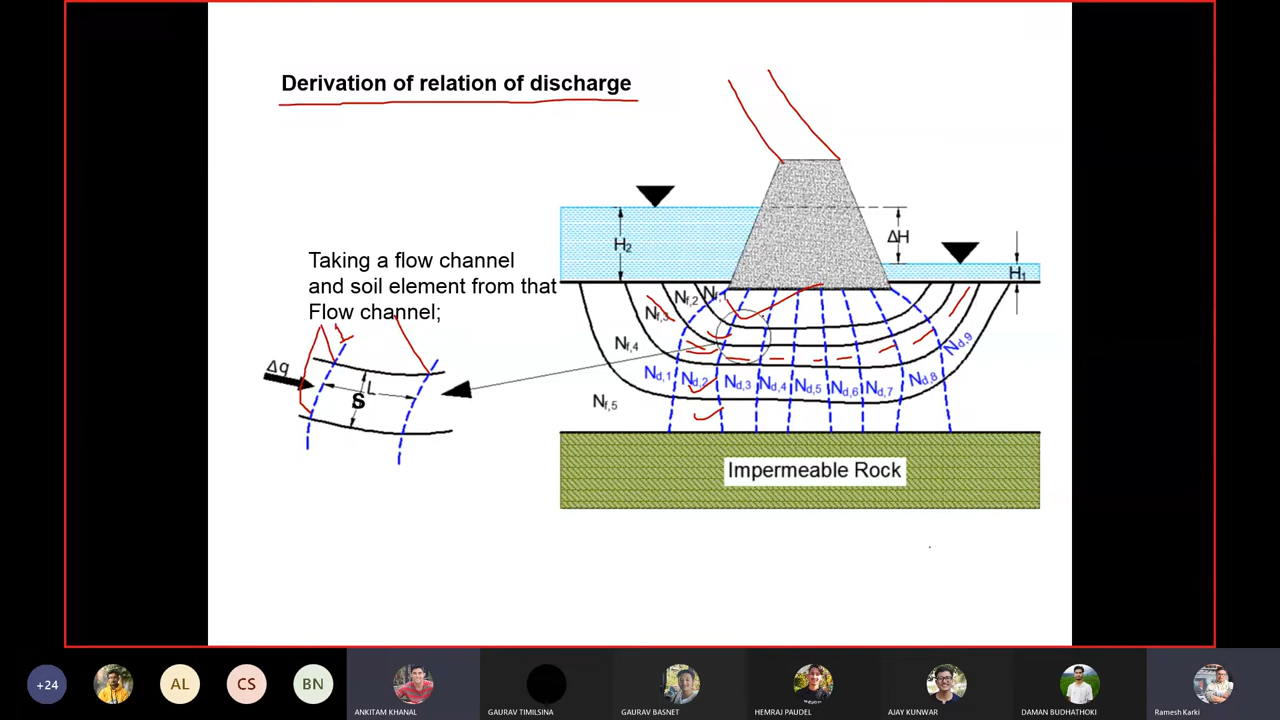 Derivation of relation of discharge
Taking a flow channel
and soil element from that
Flow channel;
Δq
L
S
H₂
ΔH
H₁
Nf,1
Nf,2
Nf,3
Nf,4
Nf,5
Nd,1
Nd,2
Nd,3
Nd,4
Nd,5
Nd,6
Nd,7
Nd,8
Nd,9
Impermeable Rock
+24
AL
CS
BN
ANKITAM KHANAL
GAURAV TIMILSINA
GAURAV BASNET
HEMRAJ PAUDEL
AJAY KUNWAR
DAMAN BUDHATHOKI
Ramesh Karki